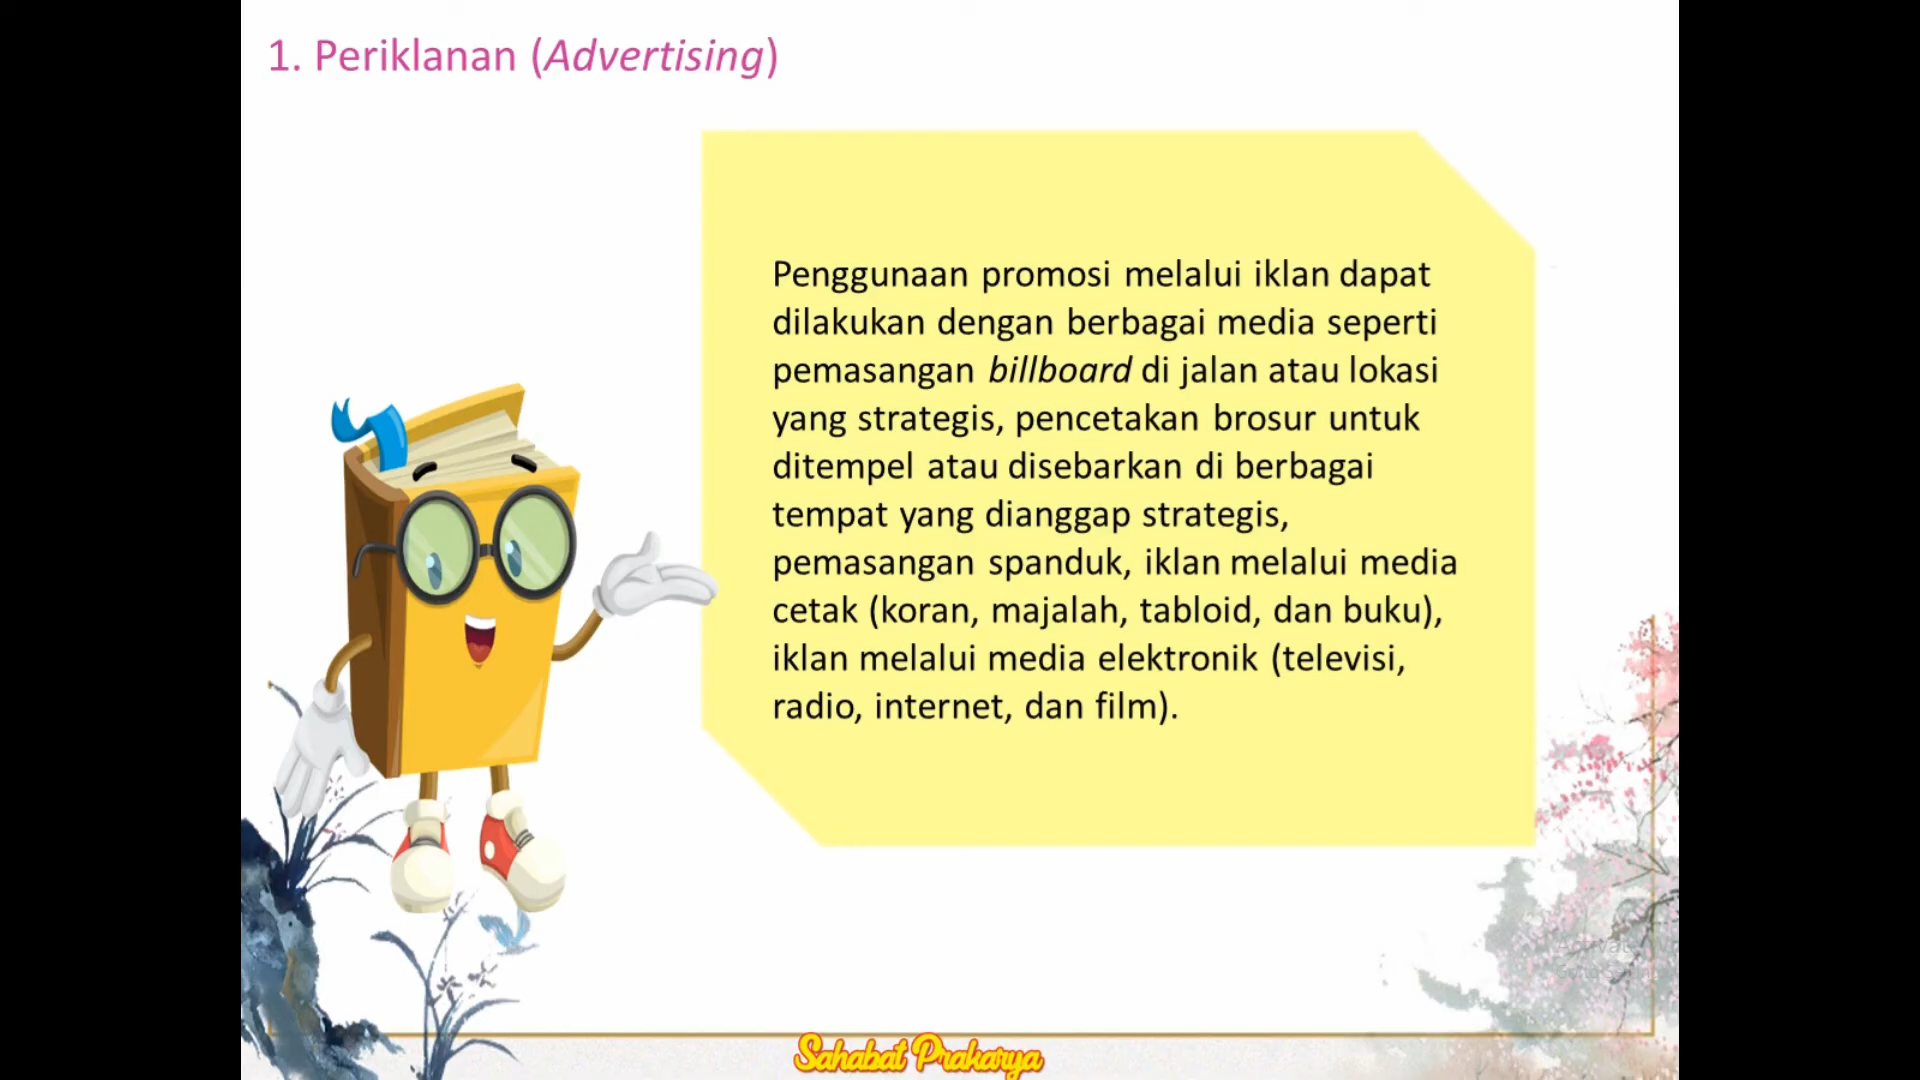 1. Periklanan (Advertising)
Penggunaan promosi melalui iklan dapat
dilakukan dengan berbagai media seperti
pemasangan billboard di jalan atau lokasi
yang strategis, pencetakan brosur untuk
ditempel atau disebarkan di berbagai
tempat yang dianggap strategis,
pemasangan spanduk, iklan melalui media
cetak (koran, majalah, tabloid, dan buku),
iklan melalui media elektronik (televisi,
radio, internet, dan film).
Sahabat Prakarya